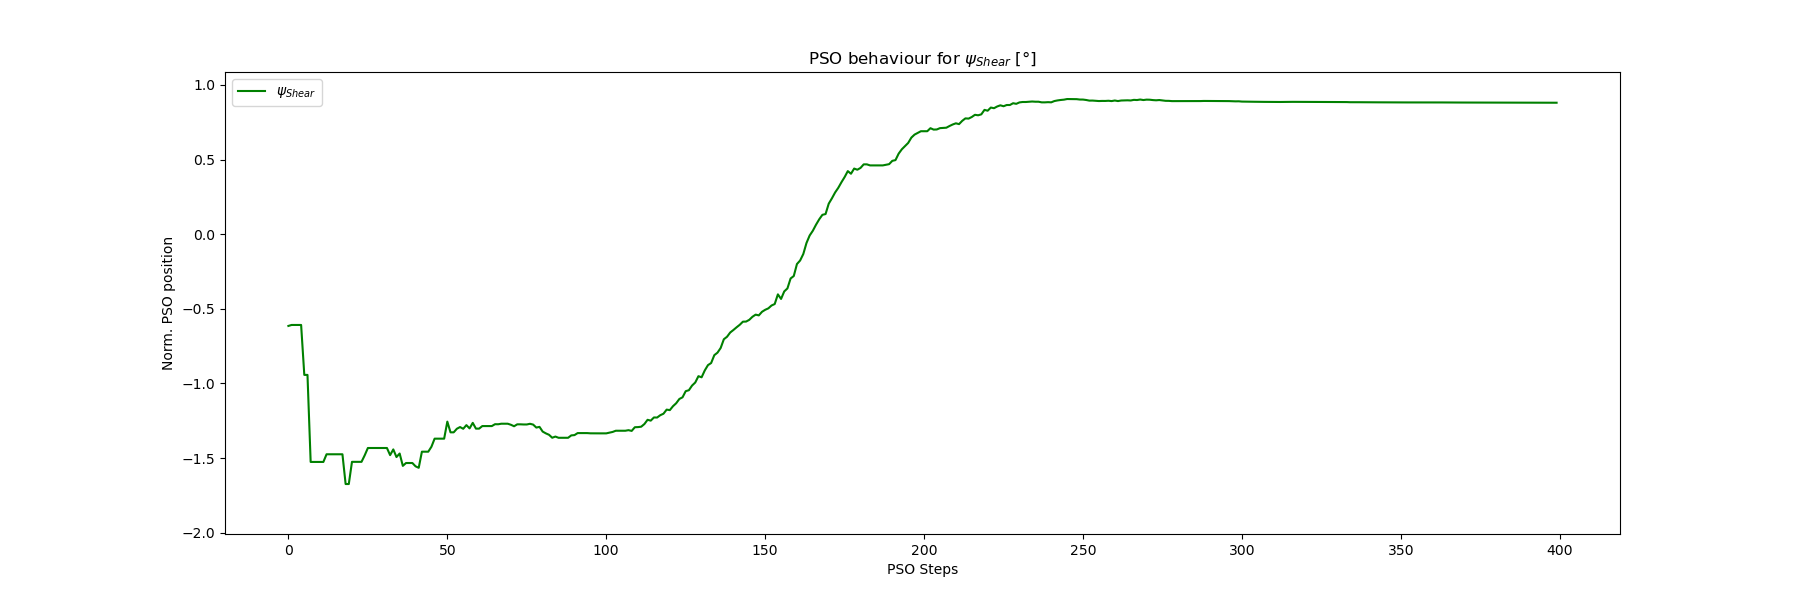 PSO behaviour for ψShear [°]
ψShear
1.0
0.5
0.0
−0.5
−1.0
−1.5
−2.0
Norm. PSO position
0 50 100 150 200 250 300 350 400
PSO Steps